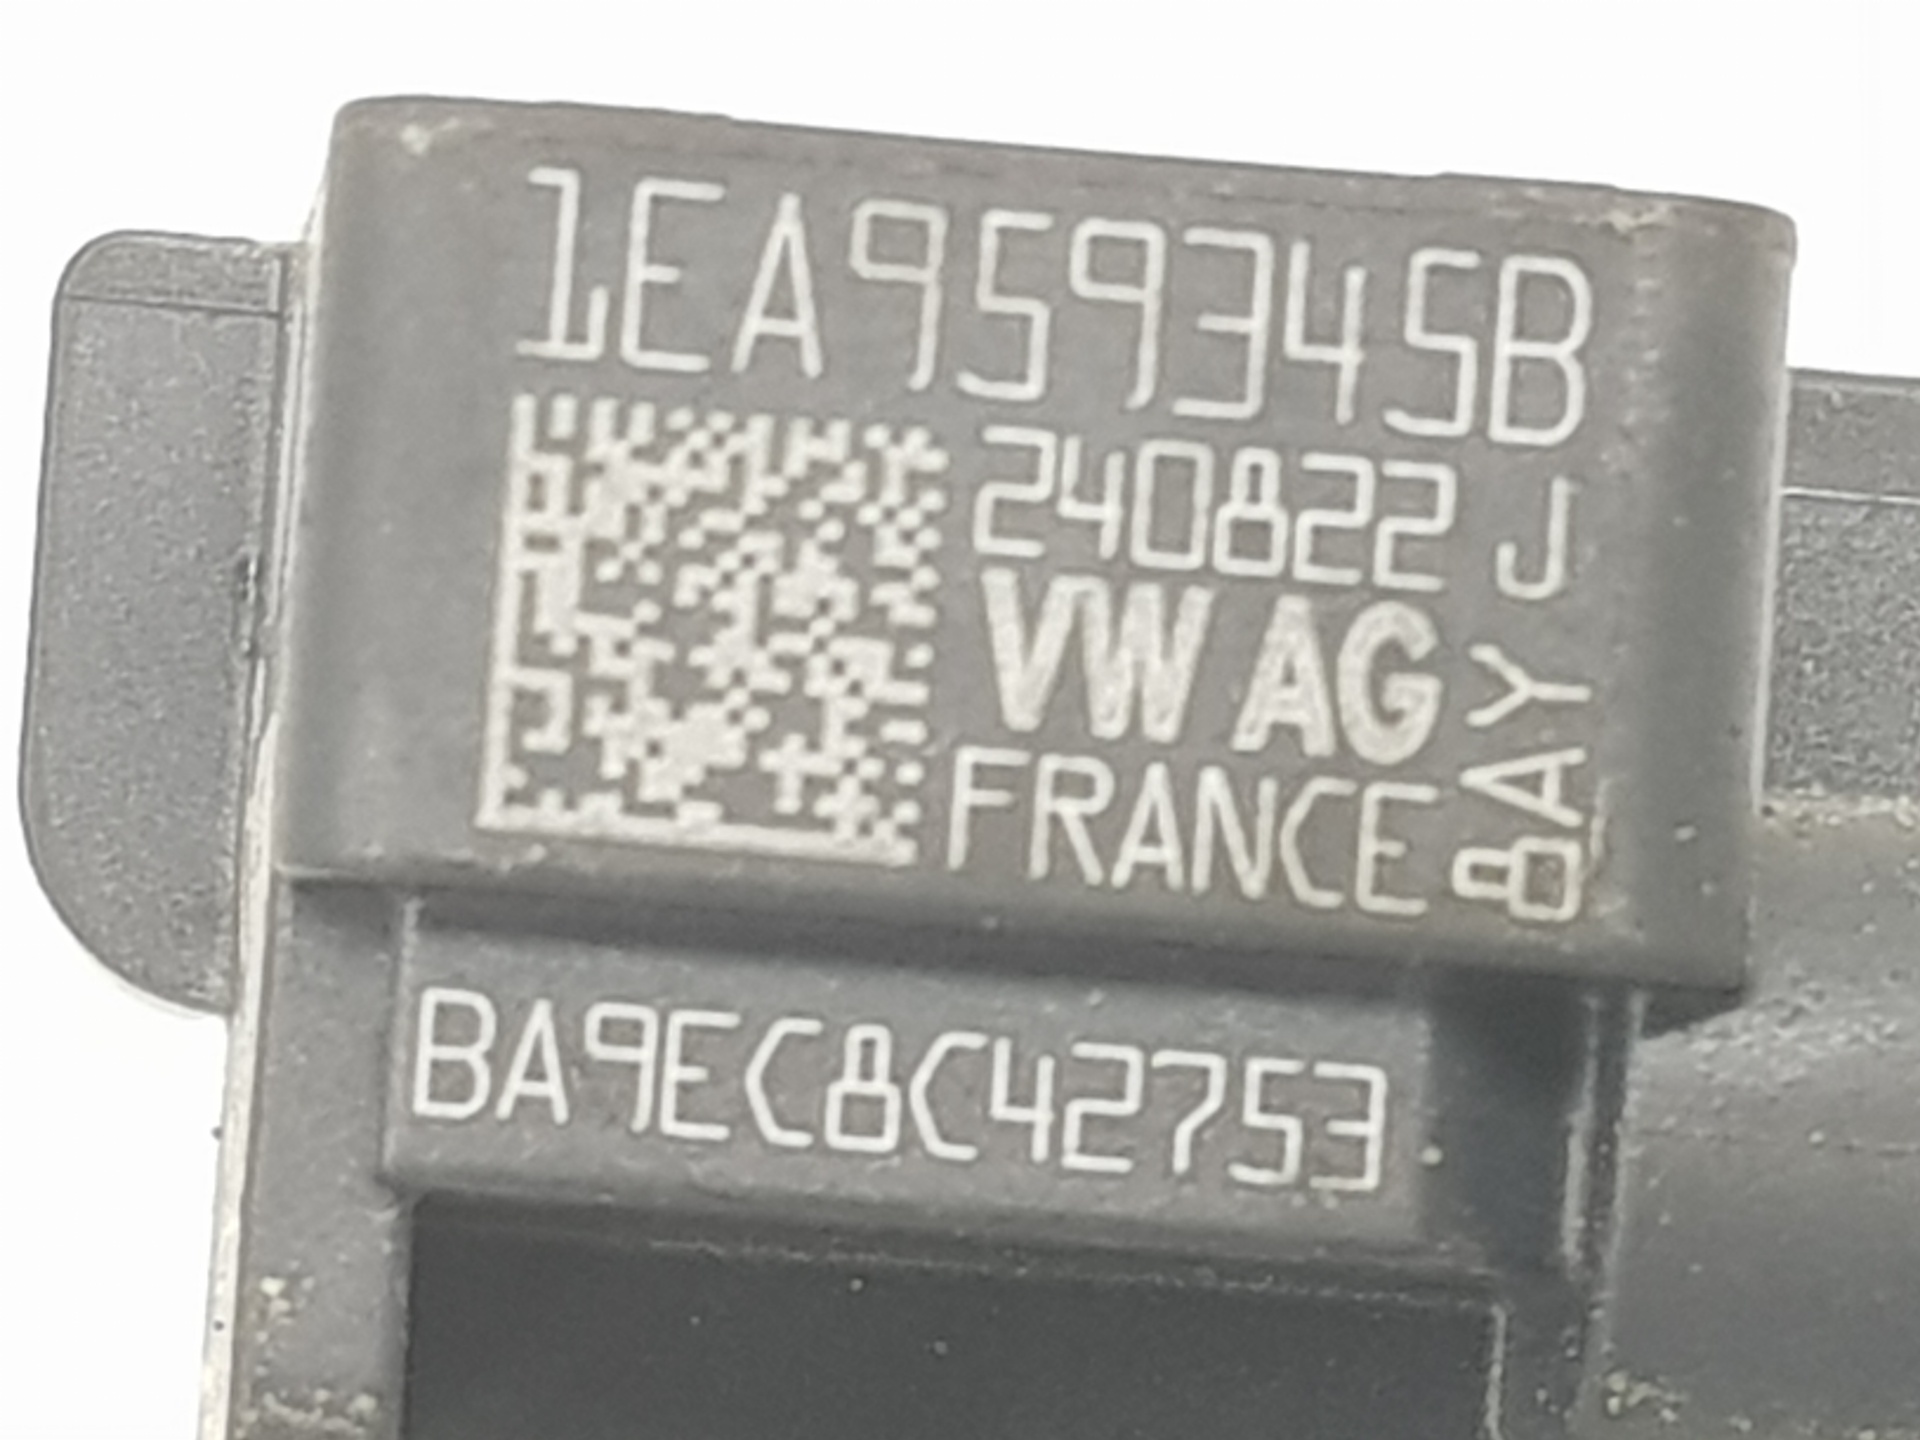 1EA959345B
240822 J
VW AG
FRANCE
8AY
BA9EC8C42753